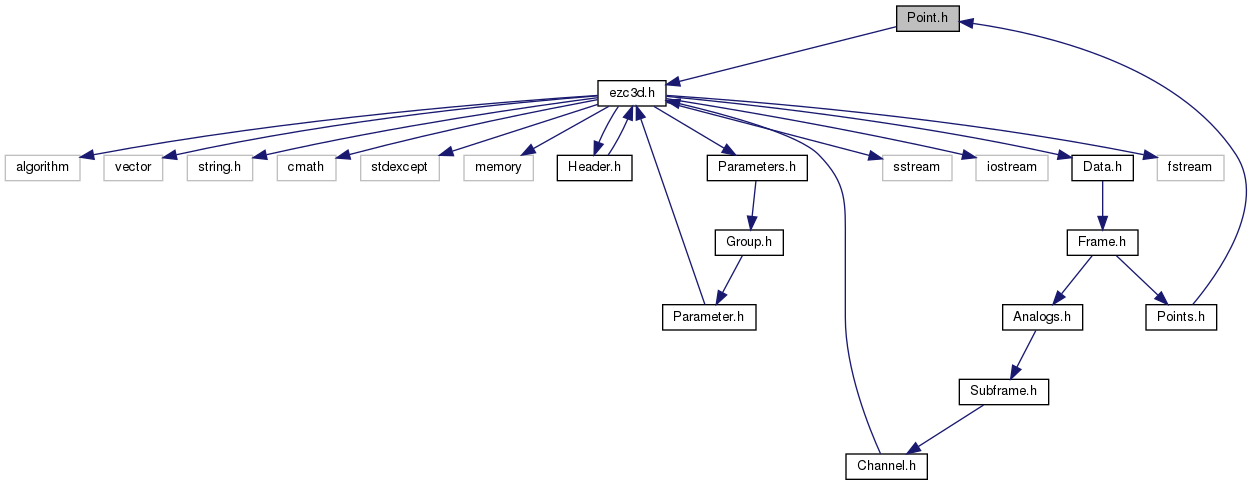 Point.h
ezc3d.h
algorithm
vector
string.h
cmath
stdexcept
memory
Header.h
Parameters.h
sstream
iostream
Data.h
fstream
Group.h
Frame.h
Parameter.h
Analogs.h
Points.h
Subframe.h
Channel.h